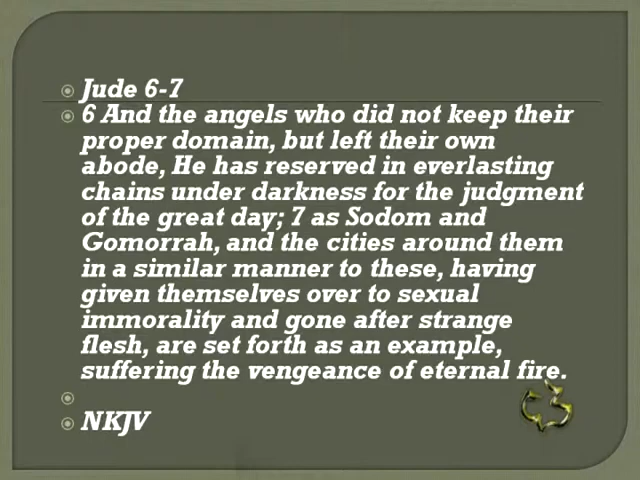 Jude 6-7
6 And the angels who did not keep their
proper domain, but left their own
abode, He has reserved in everlasting
chains under darkness for the judgment
of the great day; 7 as Sodom and
Gomorrah, and the cities around them
in a similar manner to these, having
given themselves over to sexual
immorality and gone after strange
flesh, are set forth as an example,
suffering the vengeance of eternal fire.
NKJV